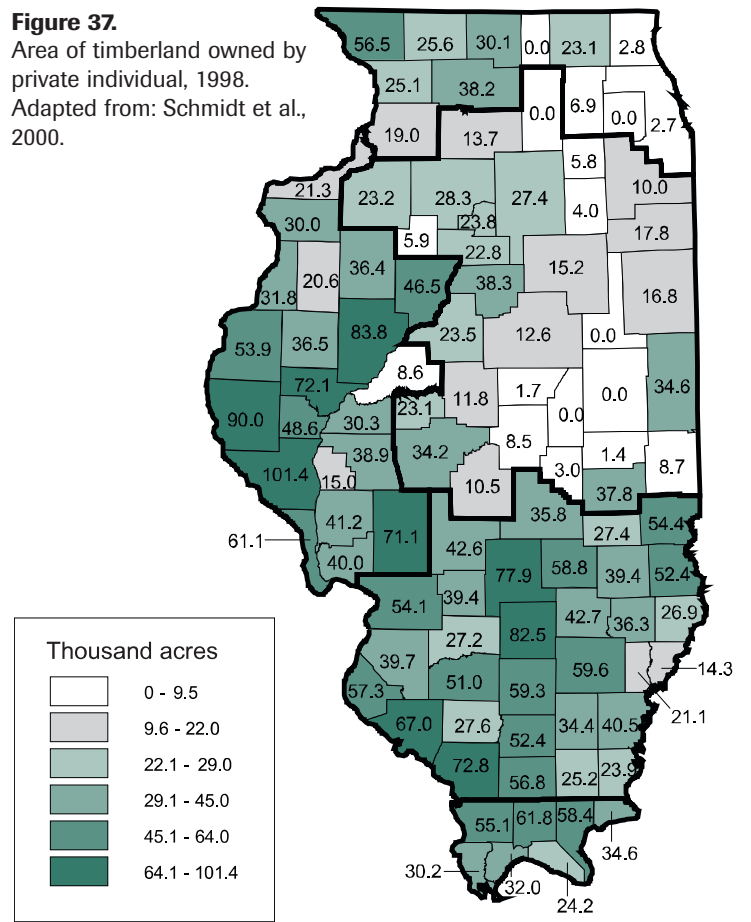 Figure 37.
Area of timberland owned by
private individual, 1998.
Adapted from: Schmidt et al.,
2000.
56.5 25.6 30.1 0.0 23.1 2.8
25.1 38.2 0.0 6.9 0.0 2.7
19.0 13.7 5.8
21.3 23.2 28.3 27.4 10.0
30.0 23.8 4.0
5.9 22.8 17.8
36.4 15.2
31.8 20.6 46.5 38.3 16.8
53.9 36.5 83.8 23.5 12.6 0.0
72.1 8.6 1.7 0.0 34.6
90.0 48.6 30.3 23.1 11.8 0.0
101.4 38.9 34.2 8.5 1.4
15.0 10.5 3.0 37.8 8.7
61.1 41.2 71.1 35.8 27.4 54.4
40.0 42.6 77.9 58.8 39.4 52.4
54.1 39.4 82.5 42.7 36.3 26.9
39.7 27.2 59.6 14.3
57.3 51.0 59.3 21.1
67.0 27.6 52.4 34.4 40.5
72.8 56.8 25.2 23.9
55.1 61.8 58.4 34.6
30.2 32.0 24.2
Thousand acres
0 - 9.5
9.6 - 22.0
22.1 - 29.0
29.1 - 45.0
45.1 - 64.0
64.1 - 101.4